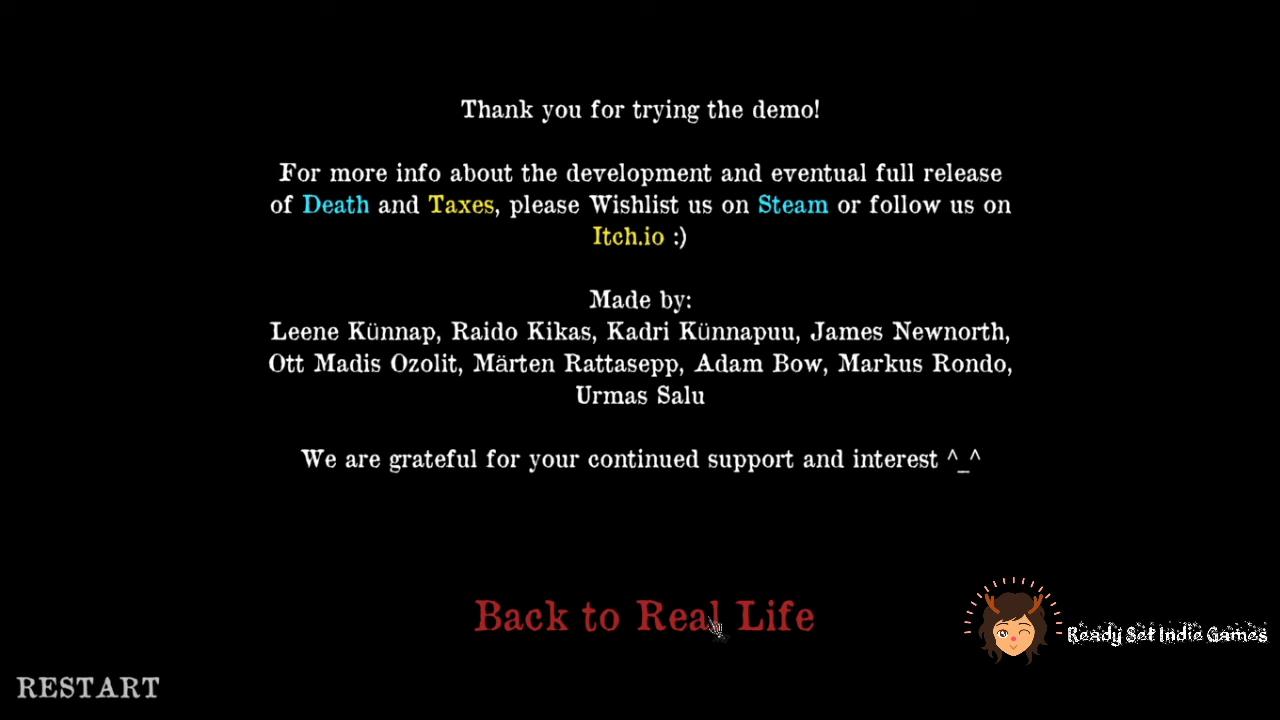 Thank you for trying the demo!
For more info about the development and eventual full release
of Death and Taxes, please Wishlist us on Steam or follow us on
Itch.io :)
Made by:
Leene Künnap, Raido Kikas, Kadri Künnapuu, James Newnorth,
Ott Madis Ozolit, Märten Rattasepp, Adam Bow, Markus Rondo,
Urmas Salu
We are grateful for your continued support and interest ^_^
Back to Real Life
Ready Set Indie Games
RESTART